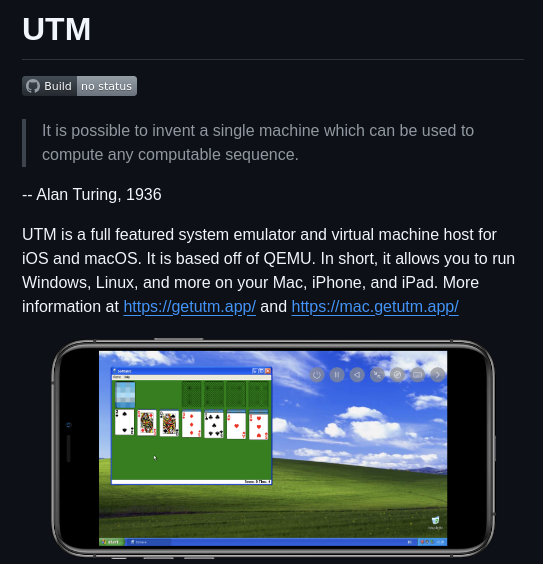 UTM
Build no status
It is possible to invent a single machine which can be used to
compute any computable sequence.
-- Alan Turing, 1936
UTM is a full featured system emulator and virtual machine host for
iOS and macOS. It is based off of QEMU. In short, it allows you to run
Windows, Linux, and more on your Mac, iPhone, and iPad. More
information at https://getutm.app/ and https://mac.getutm.app/
start